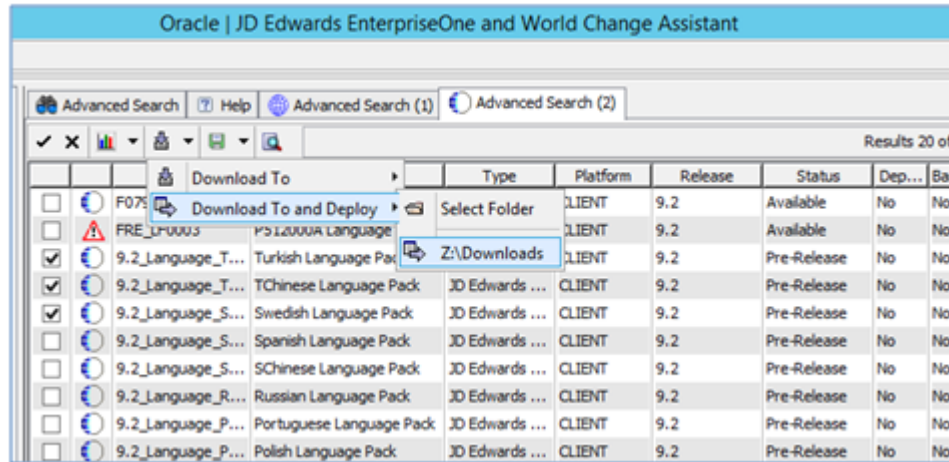 Oracle | JD Edwards EnterpriseOne and World Change Assistant
Advanced Search Help Advanced Search (1) Advanced Search (2)
Results 20 of
Download To
Download To and Deploy
Select Folder
Z:\Downloads
Type Platform Release Status Dep... Ba
F079 CLIENT 9.2 Available No No
FRE_LF0003 P512000A Language CLIENT 9.2 Available No No
9.2_Language_T... Turkish Language Pac CLIENT 9.2 Pre-Release No No
9.2_Language_T... TChinese Language Pack JD Edwards ... CLIENT 9.2 Pre-Release No No
9.2_Language_S... Swedish Language Pack JD Edwards ... CLIENT 9.2 Pre-Release No No
9.2_Language_S... Spanish Language Pack JD Edwards ... CLIENT 9.2 Pre-Release No No
9.2_Language_S... SChinese Language Pack JD Edwards ... CLIENT 9.2 Pre-Release No No
9.2_Language_R... Russian Language Pack JD Edwards ... CLIENT 9.2 Pre-Release No No
9.2_Language_P... Portuguese Language Pack JD Edwards ... CLIENT 9.2 Pre-Release No No
9.2_Language_P... Polish Language Pack JD Edwards ... CLIENT 9.2 Pre-Release No No